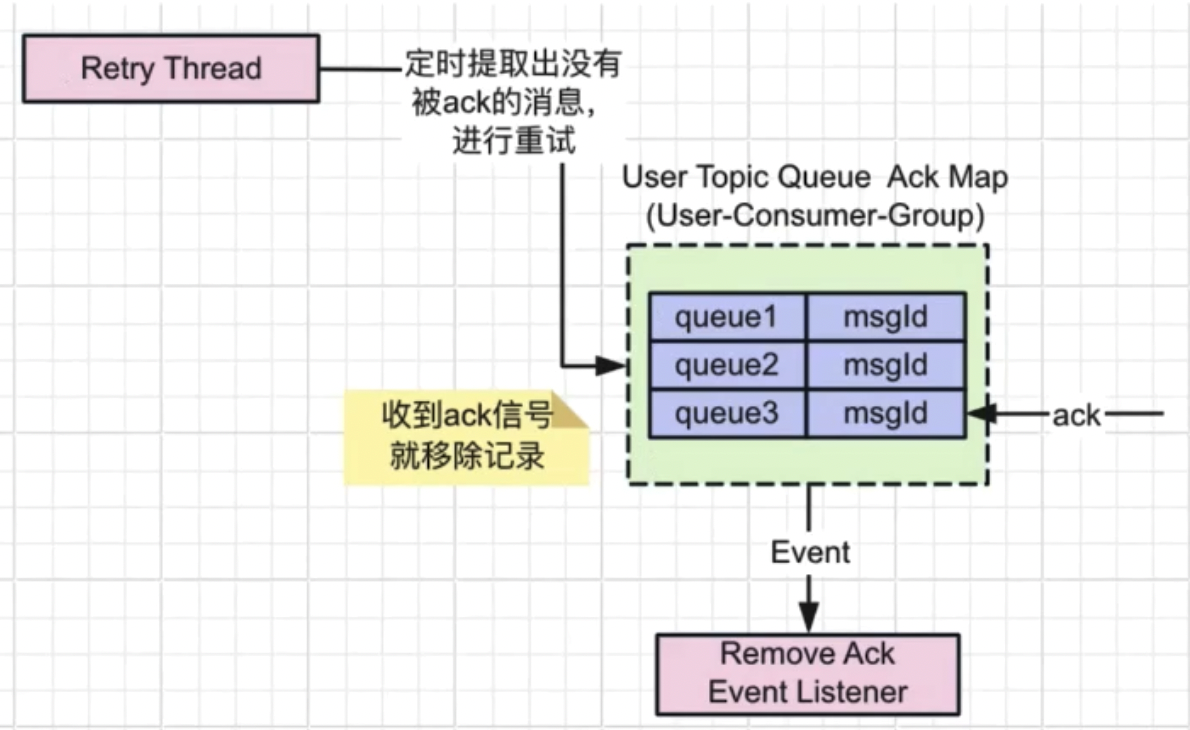 Retry Thread
定时提取出没有
被ack的消息，
进行重试
User Topic Queue  Ack Map
(User-Consumer-Group)
queue1 msgId
queue2 msgId
queue3 msgId
ack
收到ack信号
就移除记录
Event
Remove Ack
Event Listener